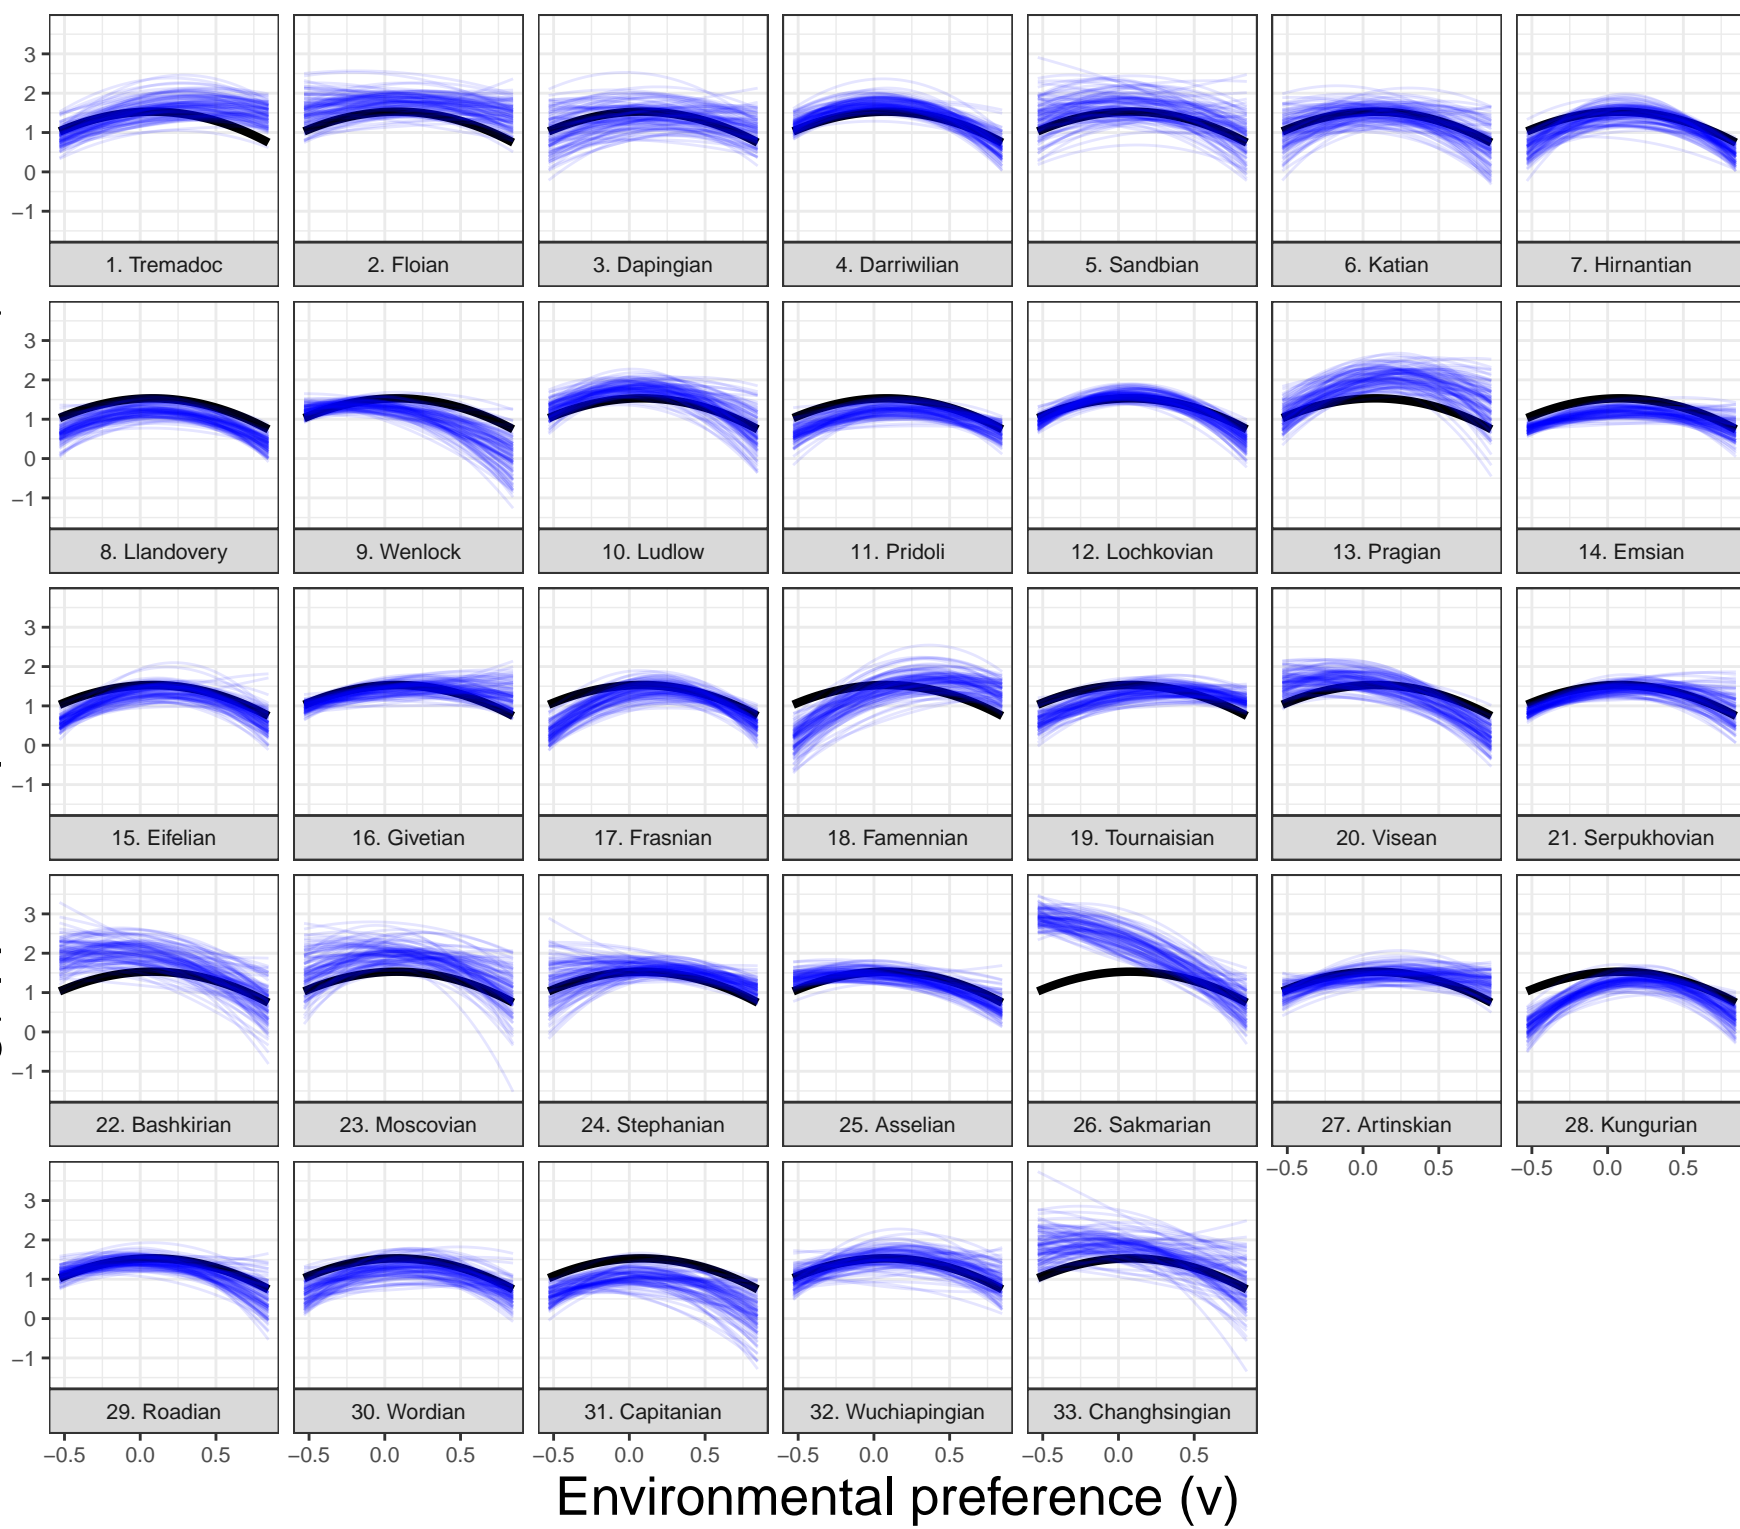 3
2
1
0
−1
1. Tremadoc
2. Floian
3. Dapingian
4. Darriwilian
5. Sandbian
6. Katian
7. Hirnantian
3
2
1
0
−1
8. Llandovery
9. Wenlock
10. Ludlow
11. Pridoli
12. Lochkovian
13. Pragian
14. Emsian
3
2
1
0
−1
15. Eifelian
16. Givetian
17. Frasnian
18. Famennian
19. Tournaisian
20. Visean
21. Serpukhovian
3
2
1
0
−1
22. Bashkirian
23. Moscovian
24. Stephanian
25. Asselian
26. Sakmarian
27. Artinskian
28. Kungurian
−0.5 0.0 0.5
−0.5 0.0 0.5
3
2
1
0
−1
29. Roadian
30. Wordian
31. Capitanian
32. Wuchiapingian
33. Changhsingian
−0.5 0.0 0.5
−0.5 0.0 0.5
−0.5 0.0 0.5
−0.5 0.0 0.5
−0.5 0.0 0.5
Environmental preference (v)